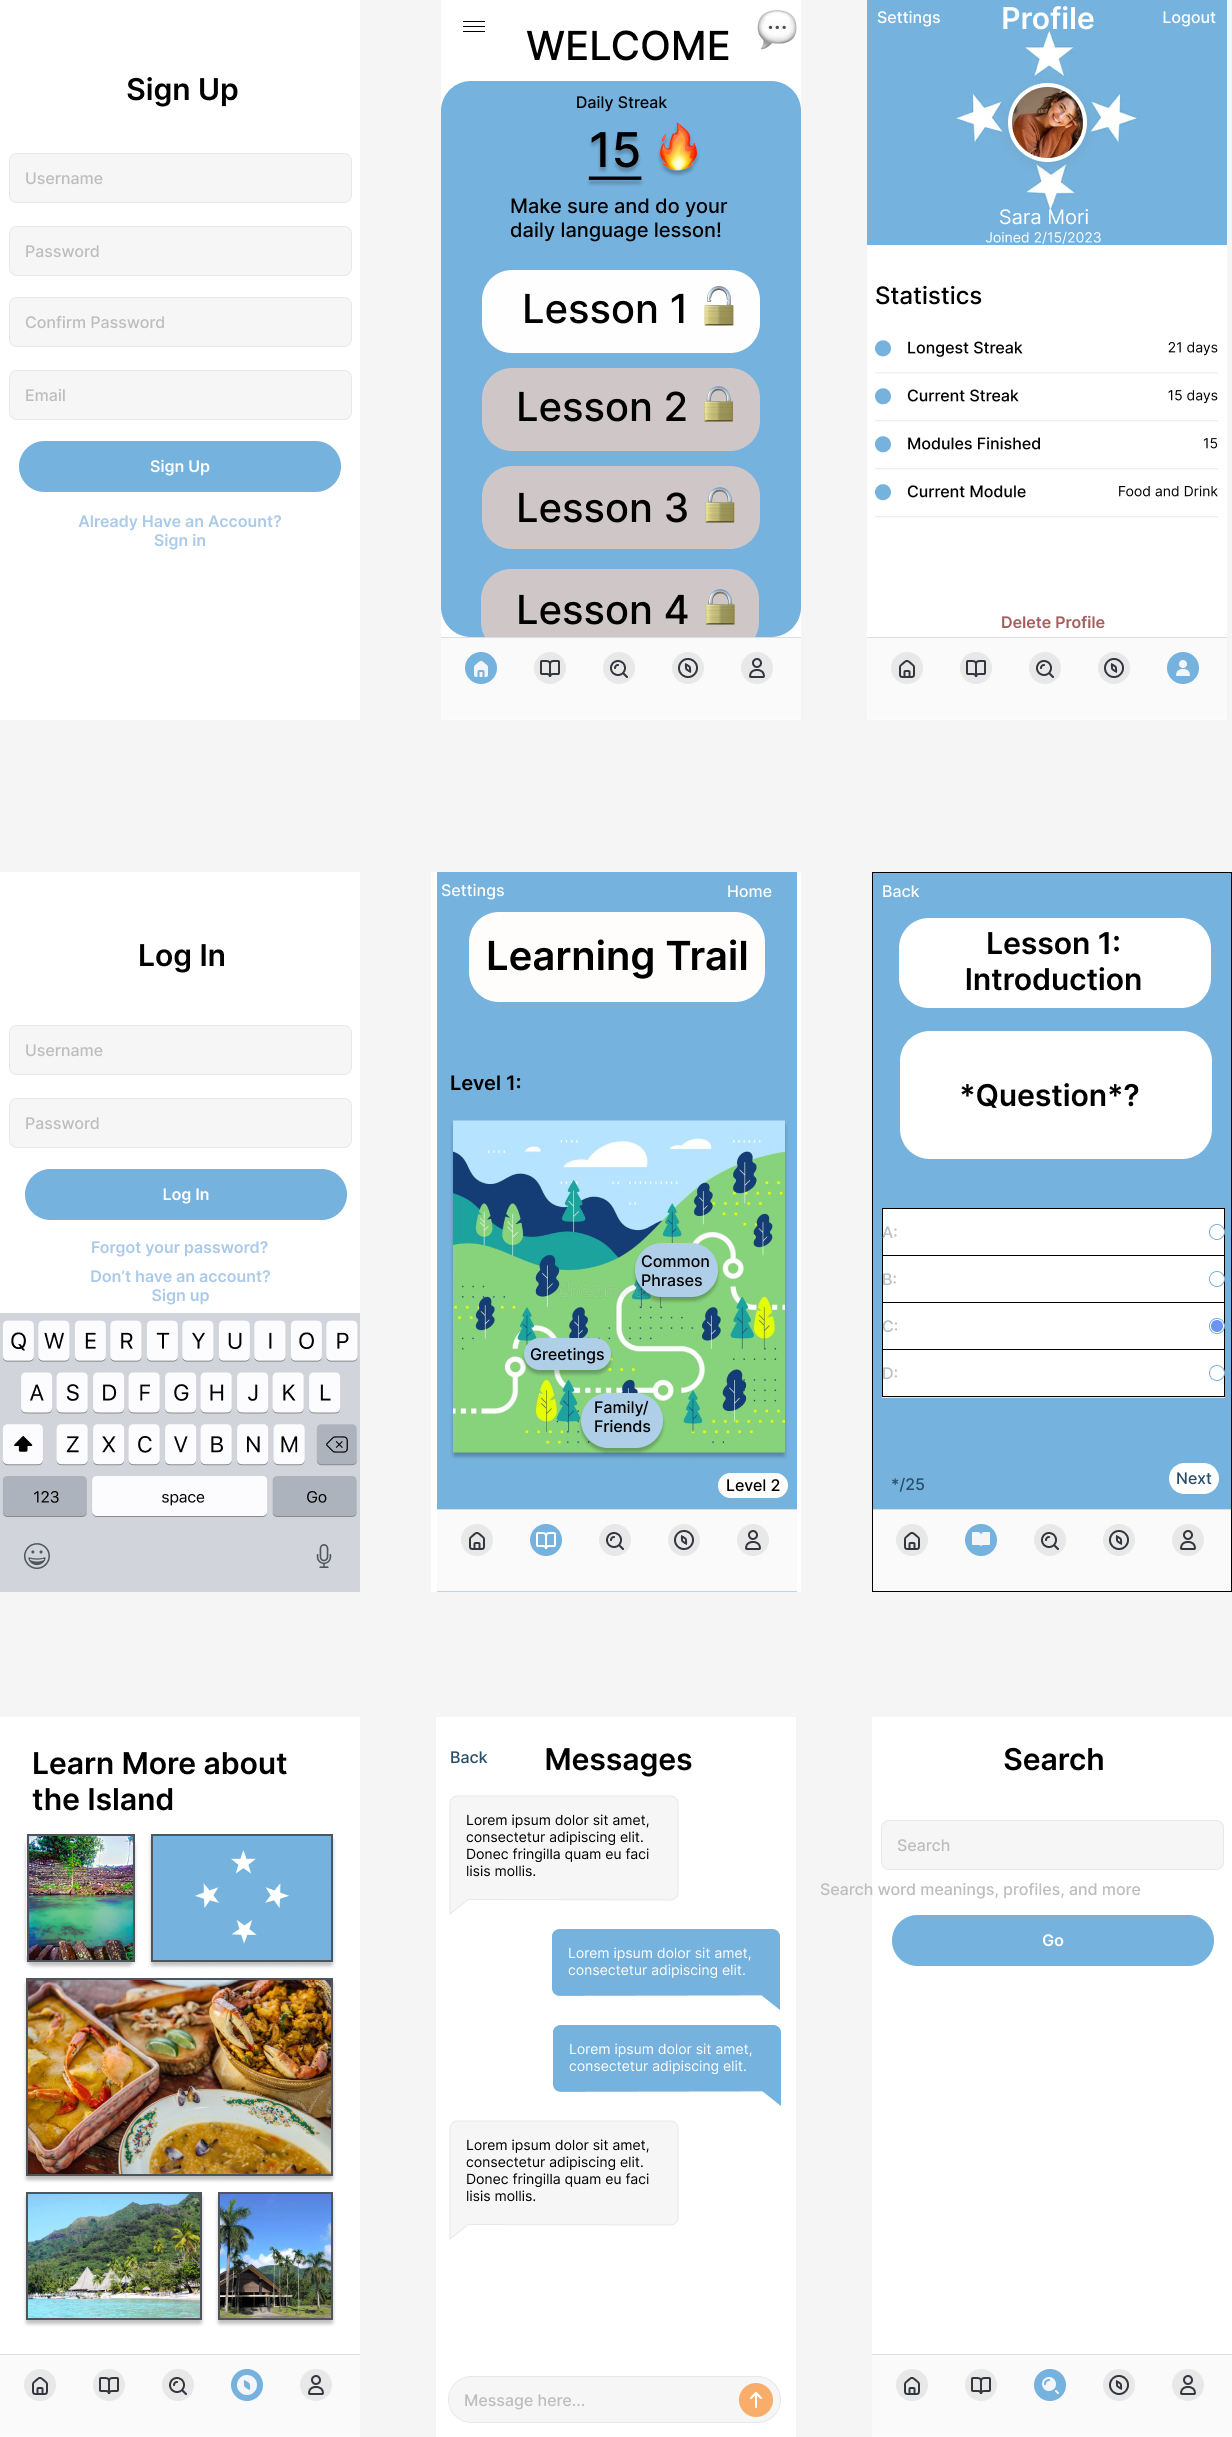 Sign Up
Username
Password
Confirm Password
Email
Sign Up
Already Have an Account?
Sign in
WELCOME
Daily Streak
15 🔥
Make sure and do your
daily language lesson!
Lesson 1 🔓
Lesson 2 🔒
Lesson 3 🔒
Lesson 4 🔒
Settings
Profile
Logout
Sara Mori
Joined 2/15/2023
Statistics
Longest Streak 21 days
Current Streak 15 days
Modules Finished 15
Current Module Food and Drink
Delete Profile
Log In
Username
Password
Log In
Forgot your password?
Don't have an account?
Sign up
Q W E R T Y U I O P
A S D F G H J K L
Z X C V B N M
123 space Go
Settings
Home
Learning Trail
Level 1:
Common
Phrases
Greetings
Family/
Friends
Level 2
Back
Lesson 1:
Introduction
*Question*?
A:
B:
C:
D:
*/25
Next
Learn More about
the Island
Back
Messages
Lorem ipsum dolor sit amet,
consectetur adipiscing elit.
Donec fringilla quam eu faci
lisis mollis.
Lorem ipsum dolor sit amet,
consectetur adipiscing elit.
Lorem ipsum dolor sit amet,
consectetur adipiscing elit.
Lorem ipsum dolor sit amet,
consectetur adipiscing elit.
Donec fringilla quam eu faci
lisis mollis.
Message here...
Search
Search
Search word meanings, profiles, and more
Go